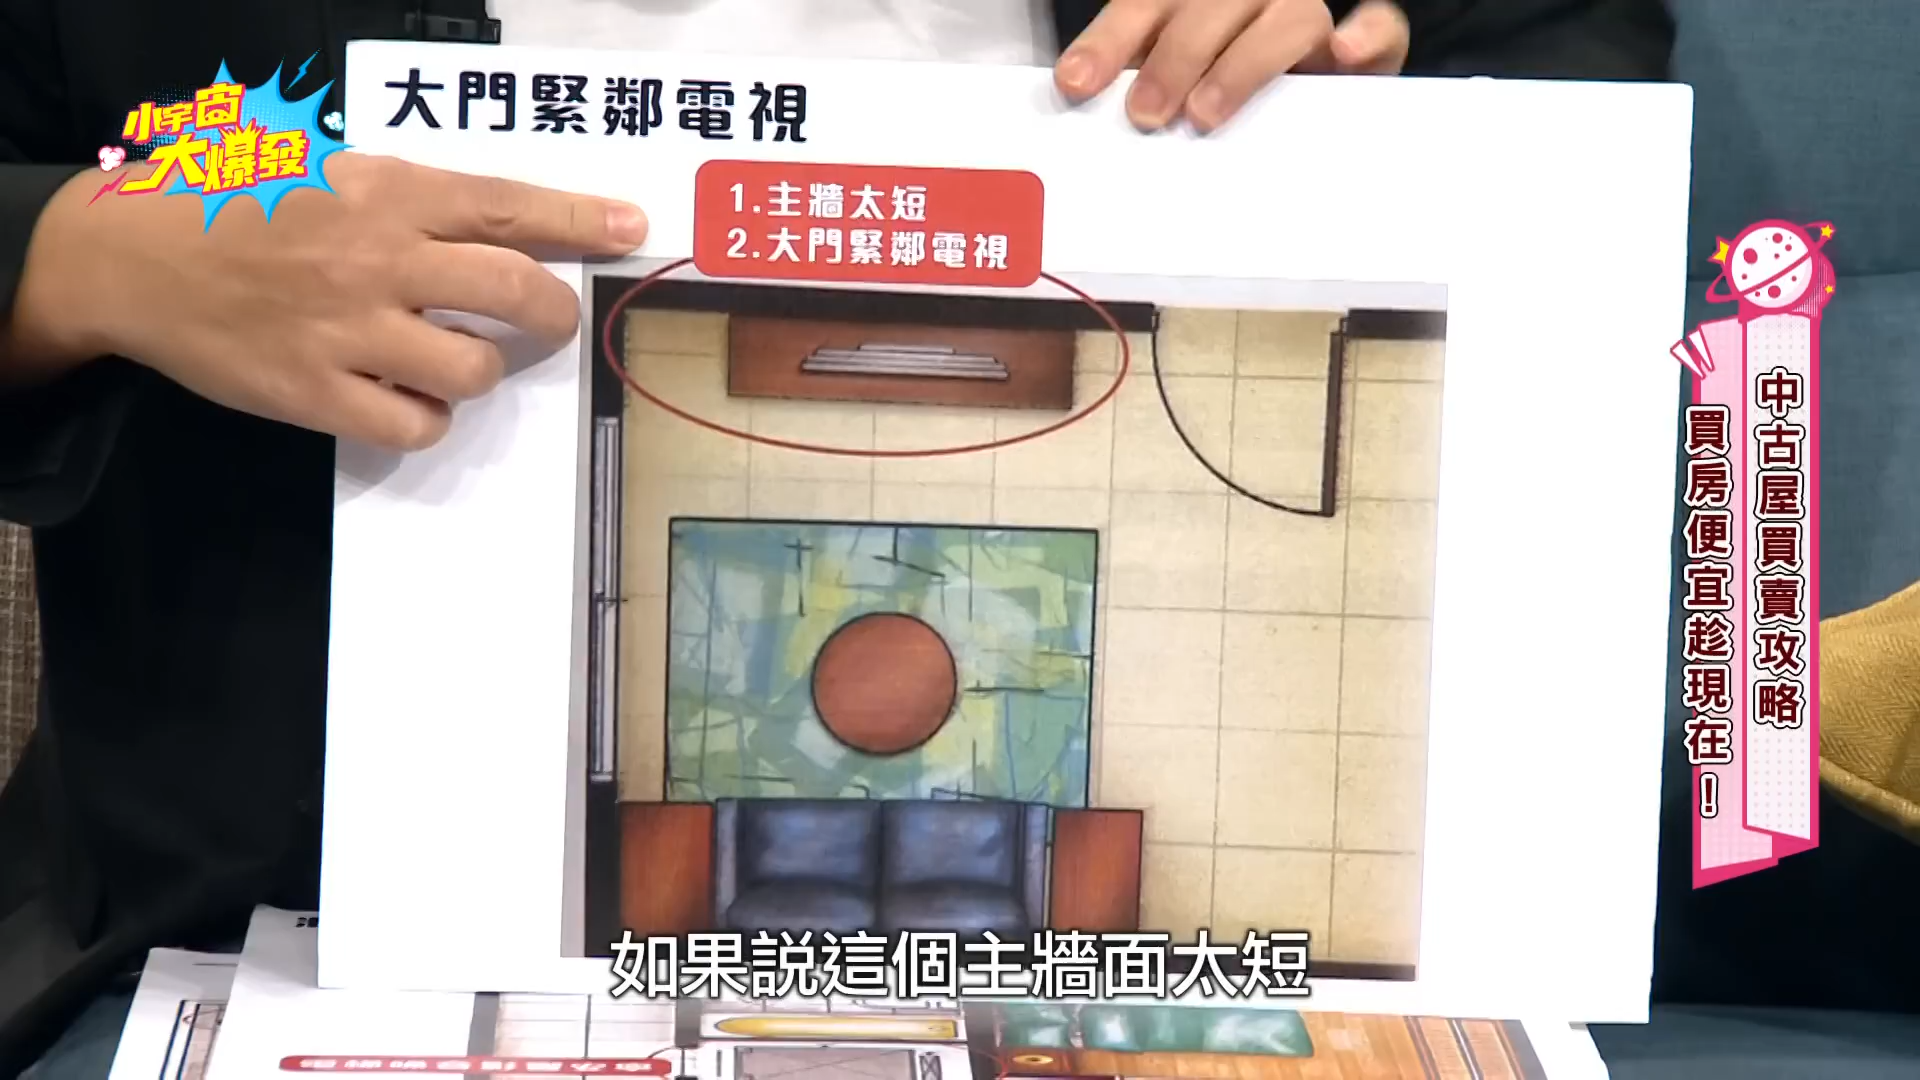 小宇宙
大爆發
大門緊鄰電視
1.主牆太短
2.大門緊鄰電視
中古屋買賣攻略
買房便宜趁現在！
如果說這個主牆面太短